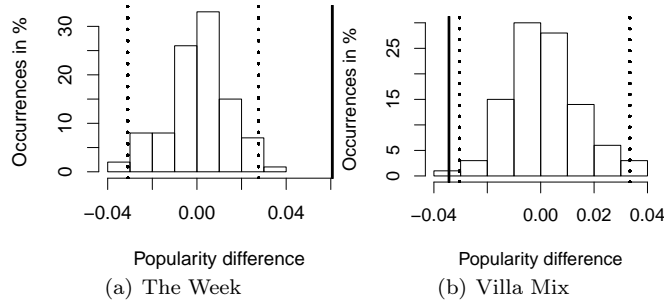 Occurrences in %
0 10 20 30
−0.04 0.00 0.04
Popularity difference
(a) The Week
Occurrences in %
5 15 25
−0.04 0.00 0.02 0.04
Popularity difference
(b) Villa Mix